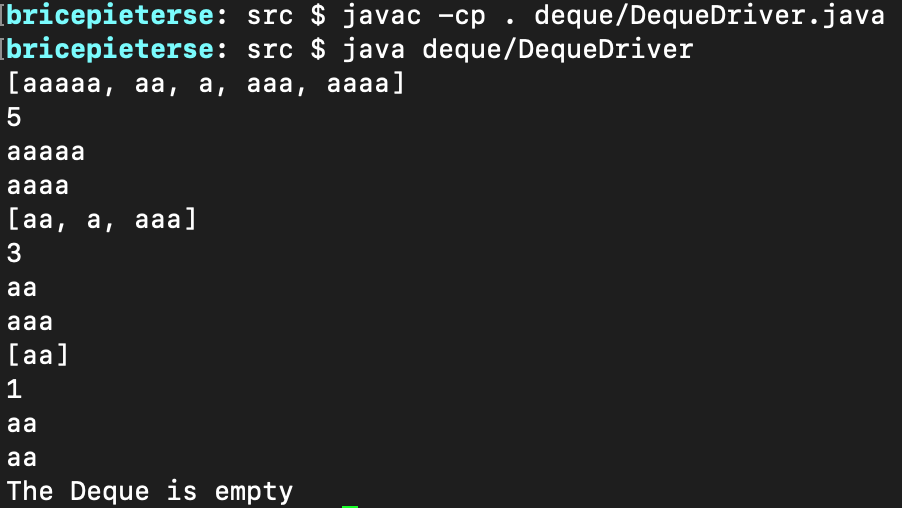 [bricepieterse: src $ javac -cp . deque/DequeDriver.java
[bricepieterse: src $ java deque/DequeDriver
[aaaaa, aa, a, aaa, aaaa]
5
aaaaa
aaaa
[aa, a, aaa]
3
aa
aaa
[aa]
1
aa
aa
The Deque is empty